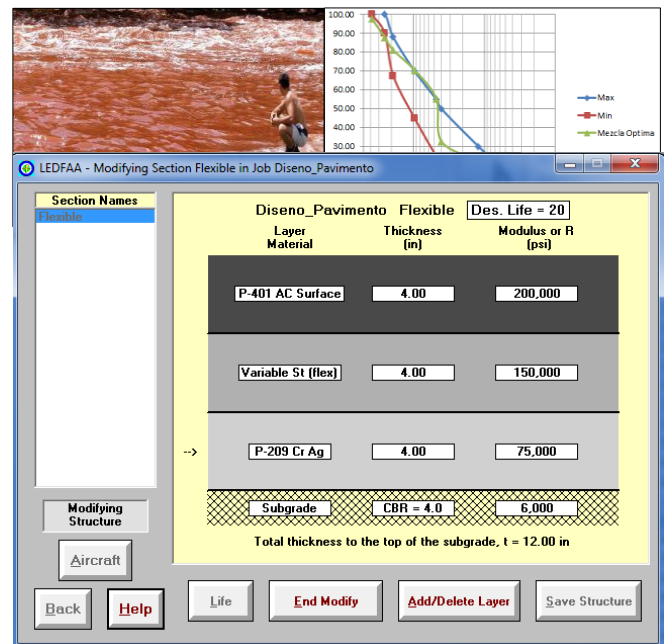 100.00
90.00
80.00
70.00
60.00
50.00
40.00
30.00
Max
Min
Mezcla Optima
LEDFAA - Modifying Section Flexible in Job Diseno_Pavimento
Section Names
Flexible
Diseno_Pavimento Flexible Des. Life = 20
Layer Material Thickness (in) Modulus or R (psi)
P-401 AC Surface 4.00 200,000
Variable St (flex) 4.00 150,000
--> P-209 Cr Ag 4.00 75,000
Subgrade CBR = 4.0 6,000
Total thickness to the top of the subgrade, t = 12.00 in
Modifying
Structure
Aircraft
Back Help Life End Modify Add/Delete Layer Save Structure